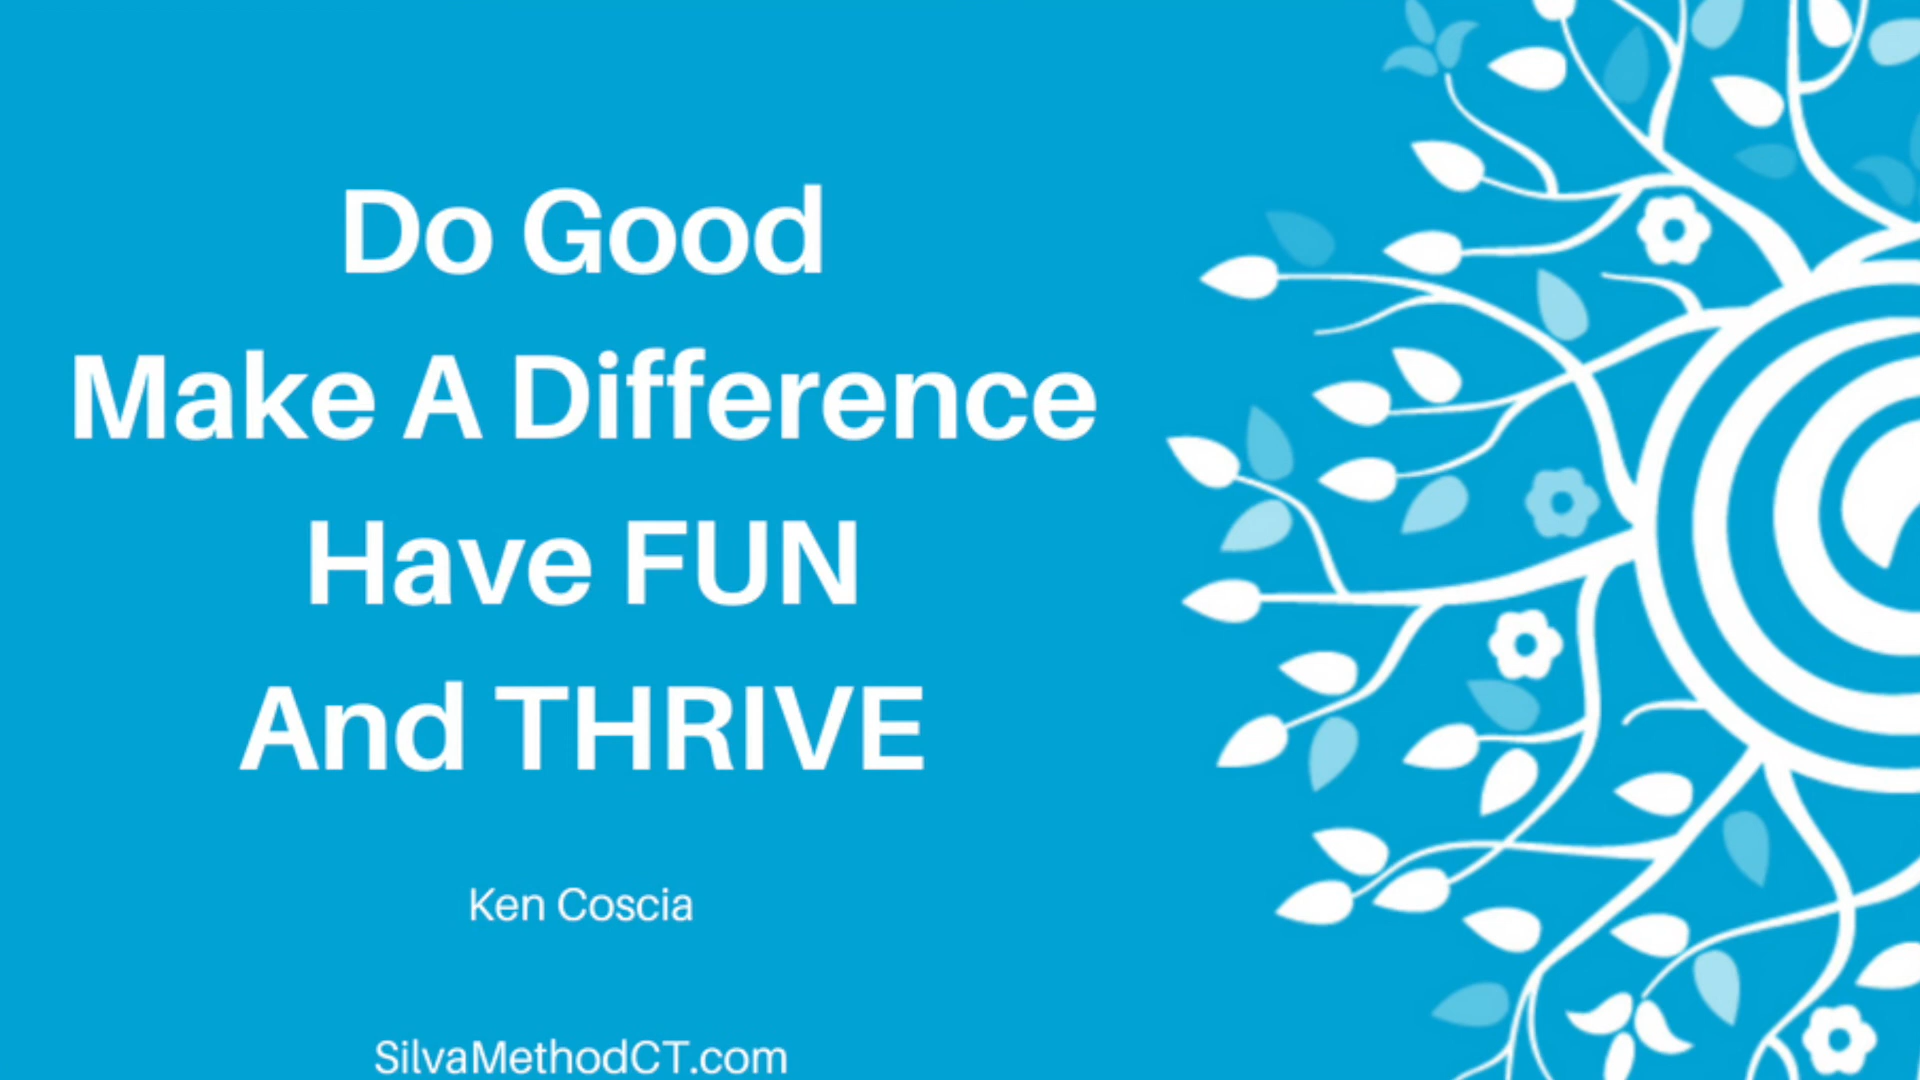 Do Good
Make A Difference
Have FUN
And THRIVE
Ken Coscia
SilvaMethodCT.com